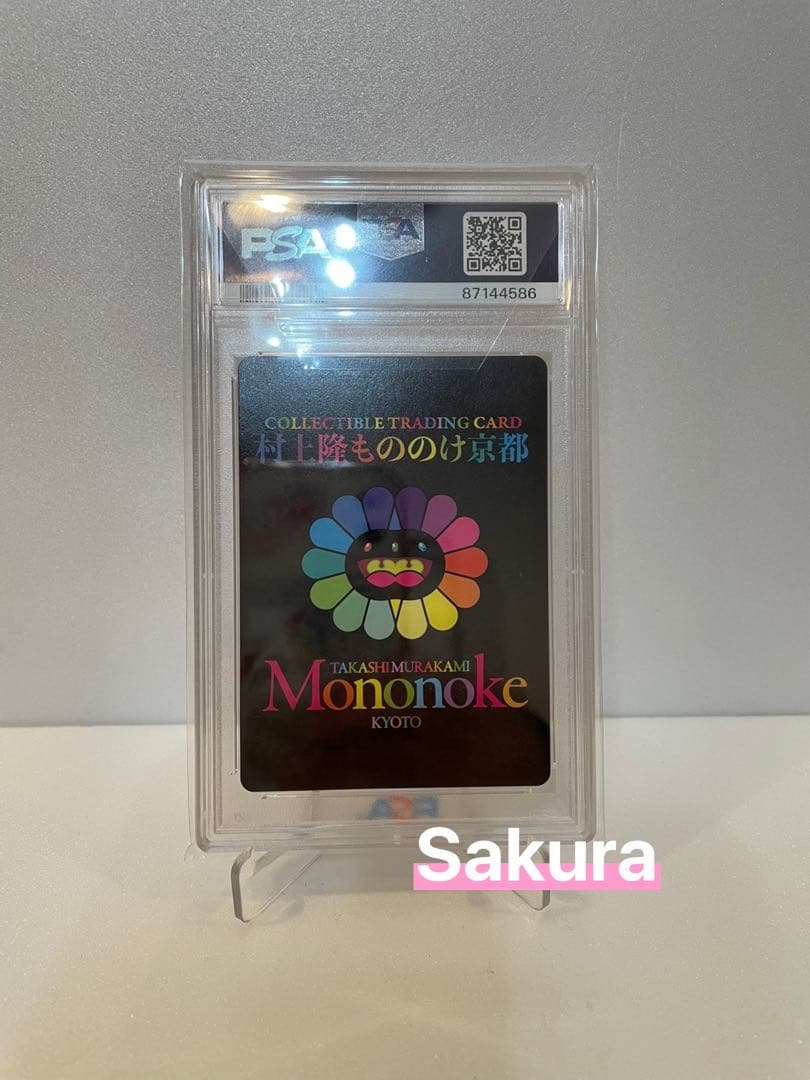 PSA
87144586
COLLECTIBLE TRADING CARD
村上隆もののけ京都
TAKASHI MURAKAMI
Mononoke
KYOTO
PSA
Sakura